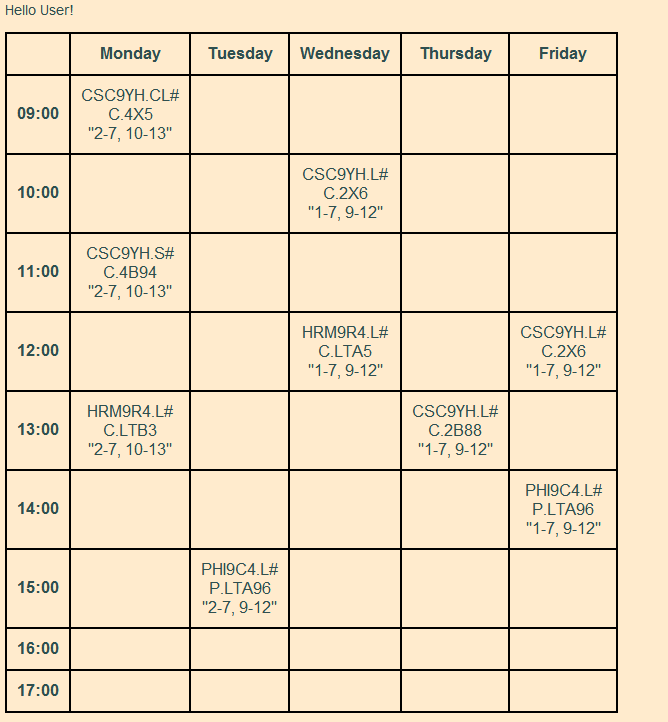 Hello User!
Monday Tuesday Wednesday Thursday Friday
09:00
CSC9YH.CL#
C.4X5
"2-7, 10-13"
10:00
CSC9YH.L#
C.2X6
"1-7, 9-12"
11:00
CSC9YH.S#
C.4B94
"2-7, 10-13"
12:00
HRM9R4.L#
C.LTA5
"1-7, 9-12"
CSC9YH.L#
C.2X6
"1-7, 9-12"
13:00
HRM9R4.L#
C.LTB3
"2-7, 10-13"
CSC9YH.L#
C.2B88
"1-7, 9-12"
14:00
PHI9C4.L#
P.LTA96
"1-7, 9-12"
15:00
PHI9C4.L#
P.LTA96
"2-7, 9-12"
16:00
17:00